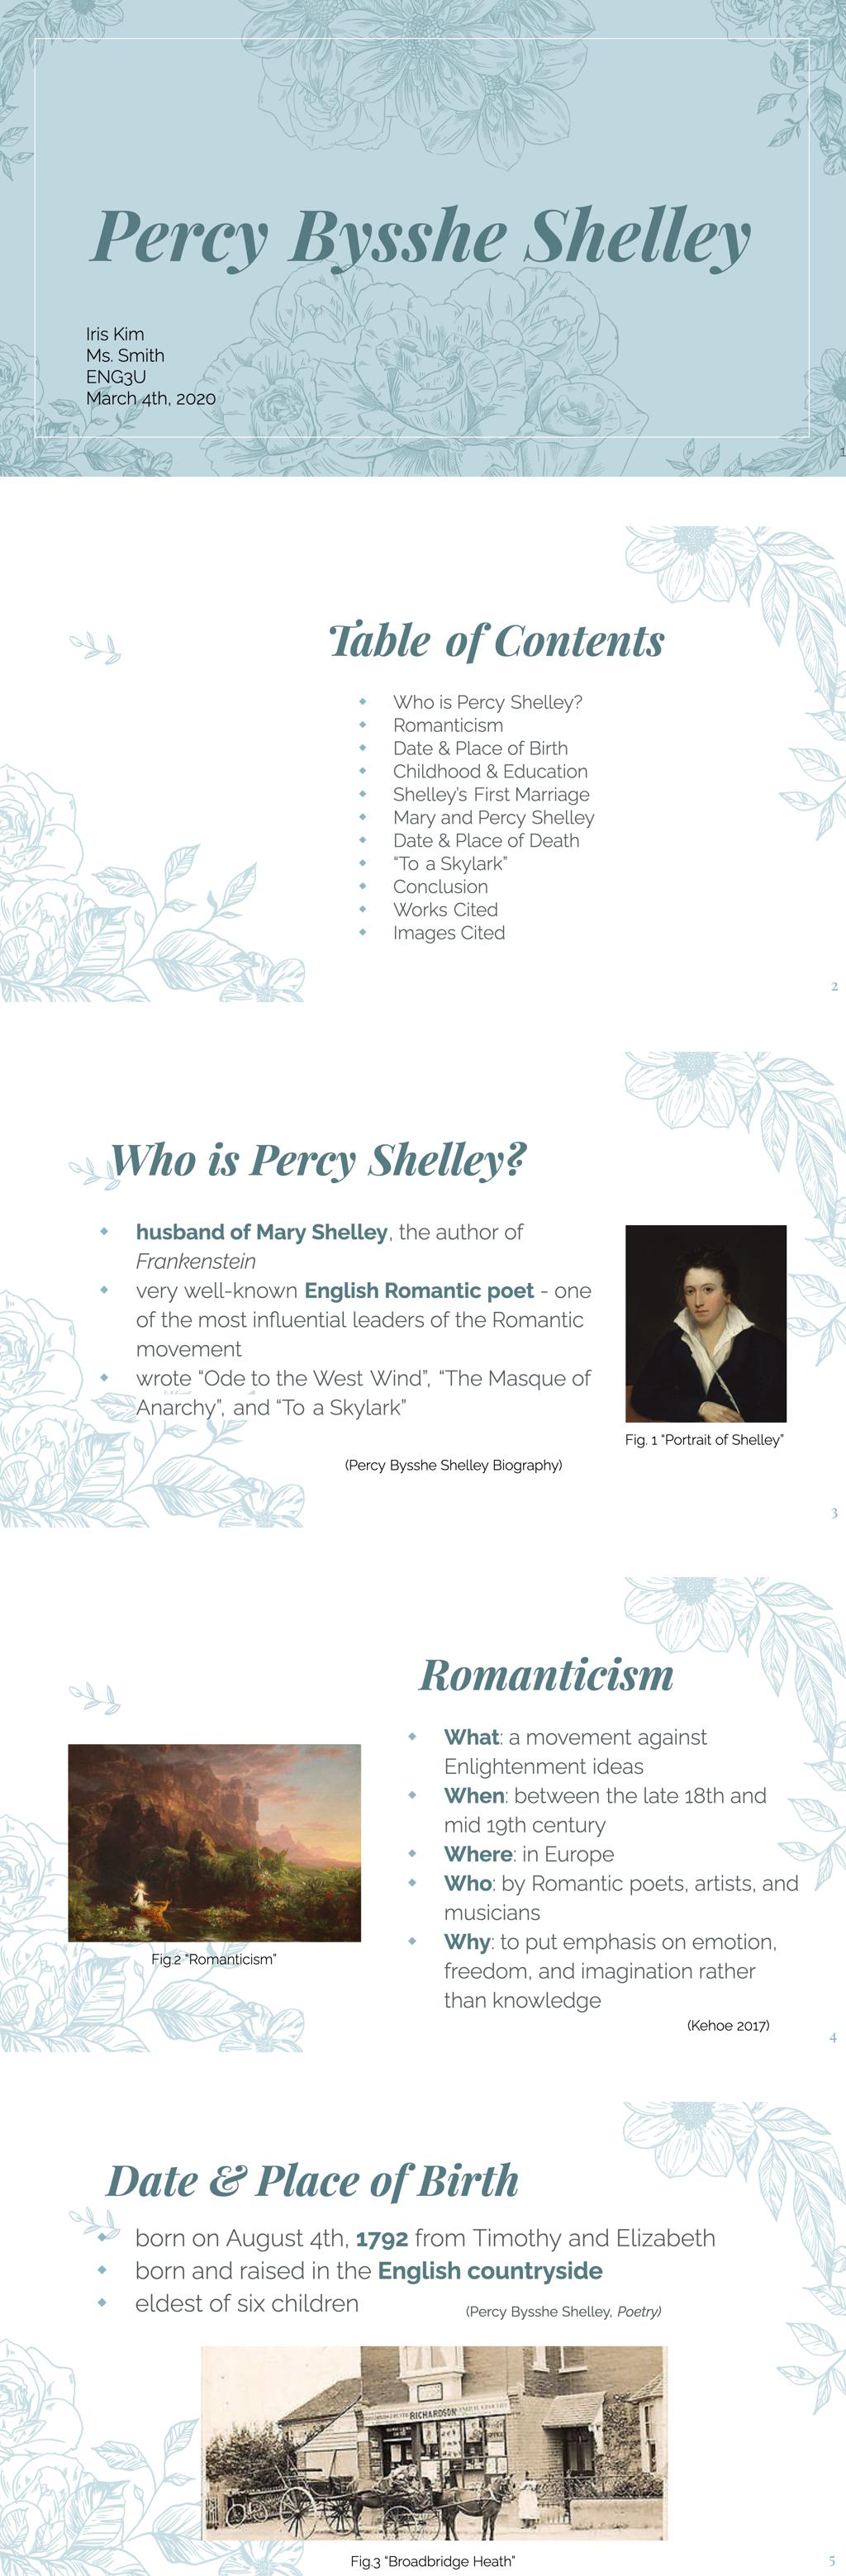 Percy Bysshe Shelley
Iris Kim
Ms. Smith
ENG3U
March 4th, 2020
1
Table of Contents
Who is Percy Shelley?
Romanticism
Date & Place of Birth
Childhood & Education
Shelley's First Marriage
Mary and Percy Shelley
Date & Place of Death
“To a Skylark”
Conclusion
Works Cited
Images Cited
2
Who is Percy Shelley?
husband of Mary Shelley, the author of
Frankenstein
very well-known English Romantic poet - one
of the most influential leaders of the Romantic
movement
wrote “Ode to the West Wind”, “The Masque of
Anarchy”, and “To a Skylark”
Fig. 1 “Portrait of Shelley”
(Percy Bysshe Shelley Biography)
3
Romanticism
What: a movement against
Enlightenment ideas
When: between the late 18th and
mid 19th century
Where: in Europe
Who: by Romantic poets, artists, and
musicians
Why: to put emphasis on emotion,
freedom, and imagination rather
than knowledge
Fig.2 “Romanticism”
(Kehoe 2017)
4
Date & Place of Birth
born on August 4th, 1792 from Timothy and Elizabeth
born and raised in the English countryside
eldest of six children
(Percy Bysshe Shelley, Poetry)
RICHARDSON
Fig.3 “Broadbridge Heath”
5